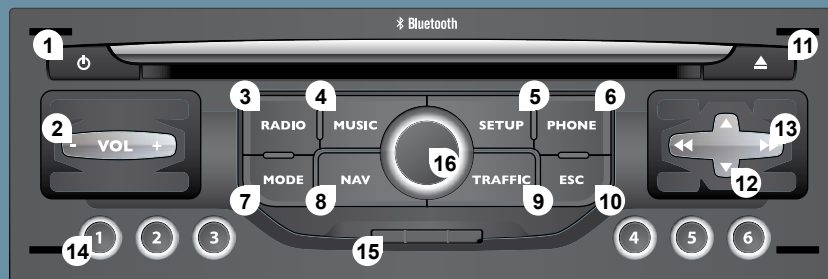 Bluetooth
1
11
3
4
5
6
RADIO
MUSIC
SETUP
PHONE
2
- VOL +
16
13
MODE
NAV
TRAFFIC
ESC
12
7
8
9
10
14
1
2
3
15
4
5
6